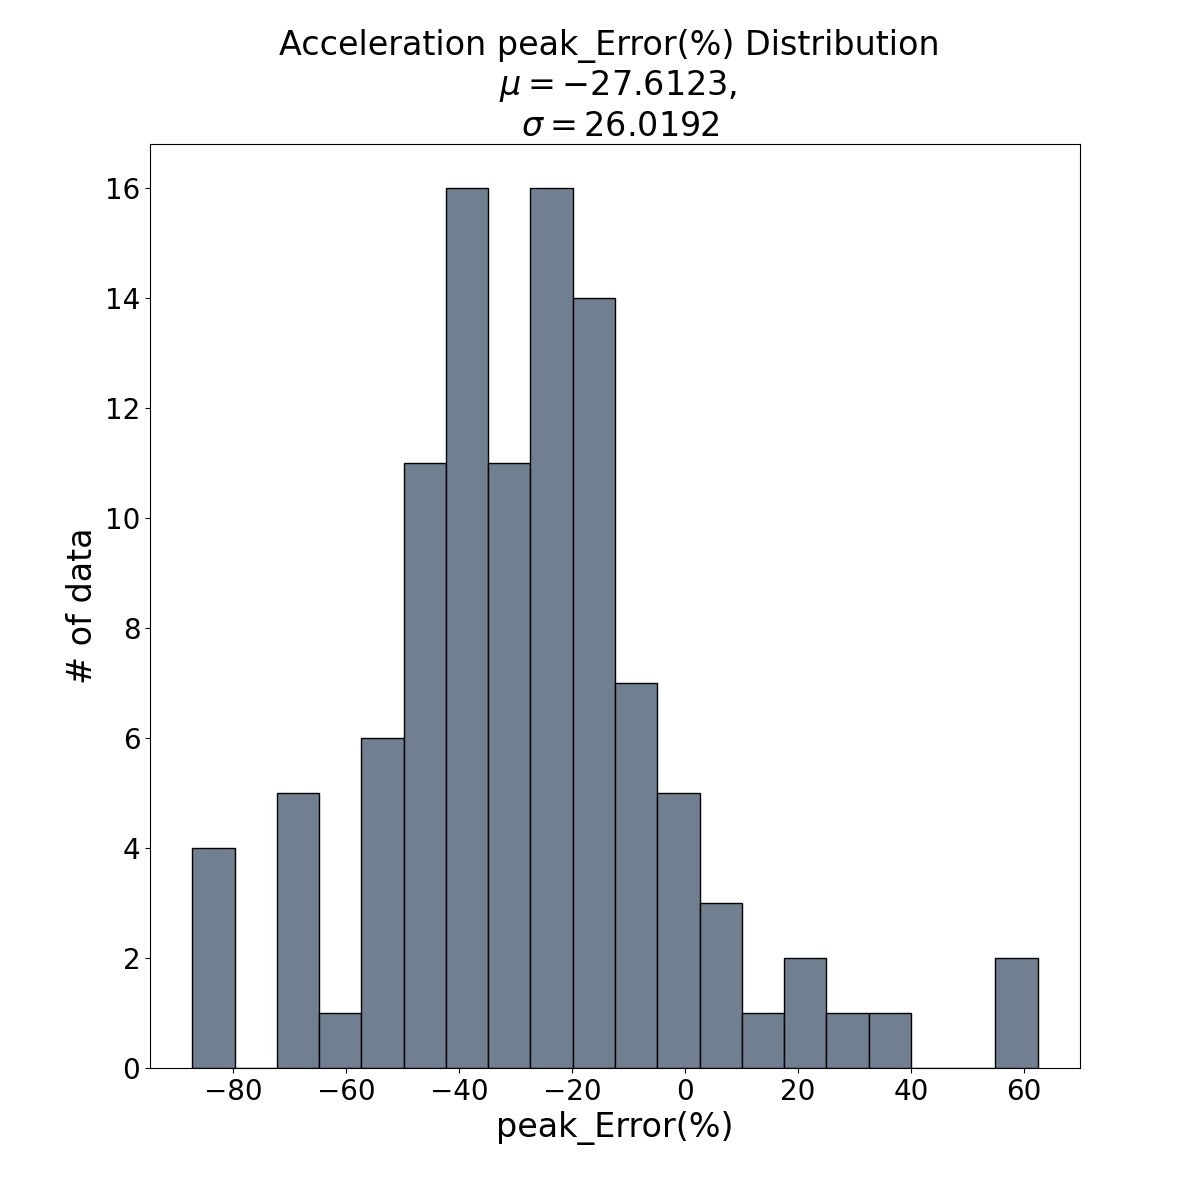 Acceleration peak_Error(%) Distribution
μ = −27.6123,
σ = 26.0192
16
14
12
10
8
6
4
2
0
# of data
−80 −60 −40 −20 0 20 40 60
peak_Error(%)